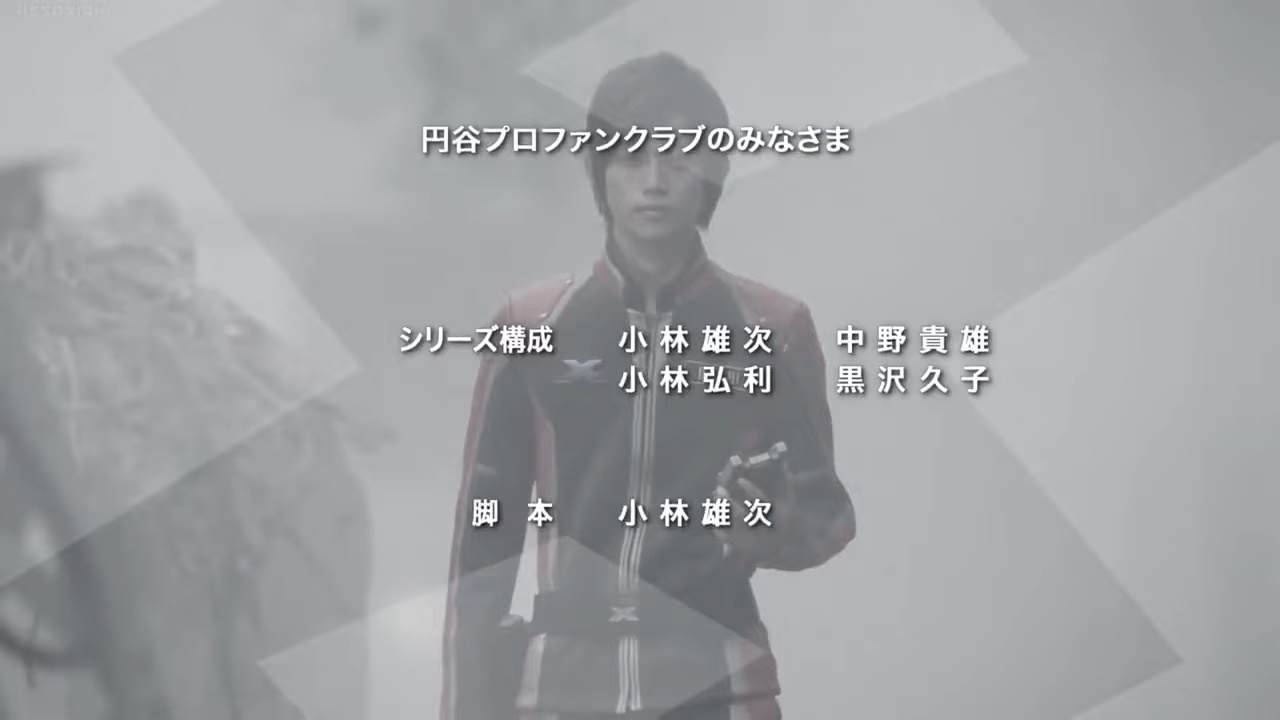 円谷プロファンクラブのみなさま
シリーズ構成 小林雄次 中野貴雄
小林弘利 黒沢久子
脚本 小林雄次